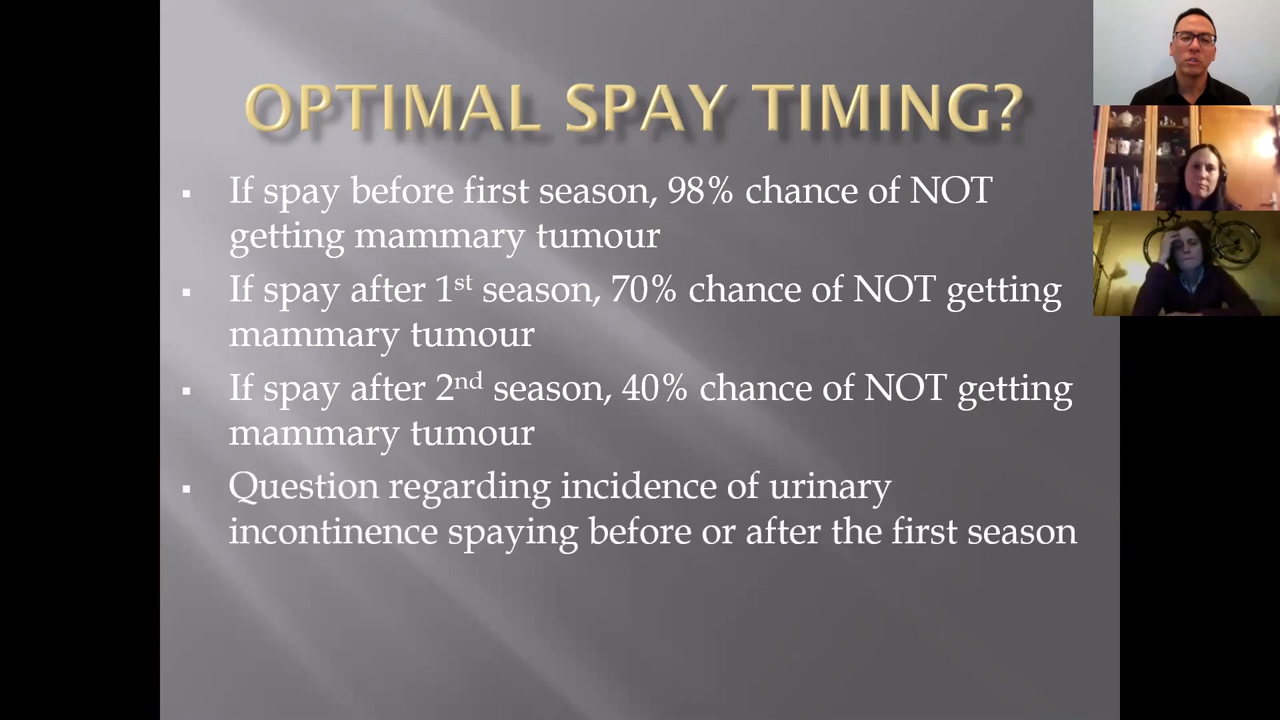 OPTIMAL SPAY TIMING?
▪ If spay before first season, 98% chance of NOT
getting mammary tumour
▪ If spay after 1st season, 70% chance of NOT getting
mammary tumour
▪ If spay after 2nd season, 40% chance of NOT getting
mammary tumour
▪ Question regarding incidence of urinary
incontinence spaying before or after the first season